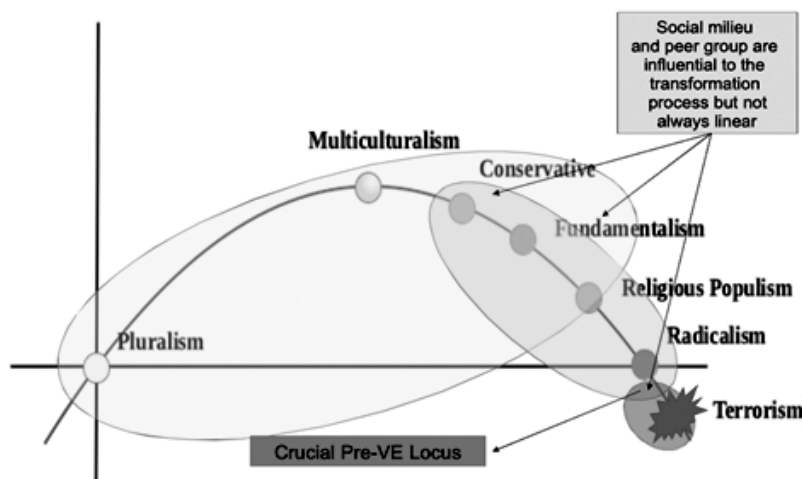 Social milieu
and peer group are
influential to the
transformation
process but not
always linear
Multiculturalism
Conservative
Fundamentalism
Religious Populism
Pluralism
Radicalism
Terrorism
Crucial Pre-VE Locus